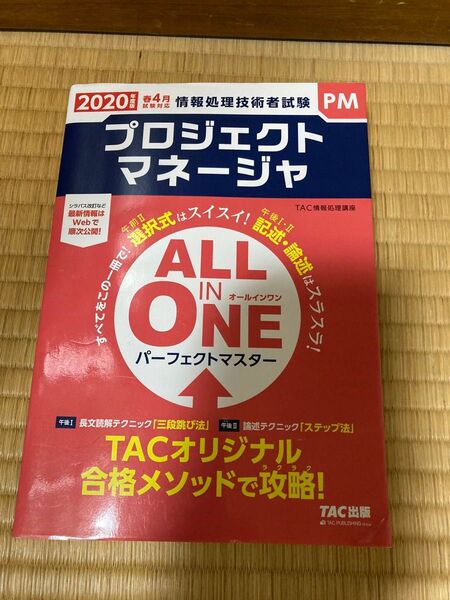 2020年度版
春4月
試験対応
情報処理技術者試験
PM
プロジェクト
マネージャ
TAC情報処理講座
シラバス改訂など
最新情報は
Webで
順次公開!
すべてをこの一冊で!
午前Ⅱ
選択式はスイスイ!
午後Ⅰ・Ⅱ
記述・論述はスラスラ!
ALL
IN
オールインワン
ONE
パーフェクトマスター
午後Ⅰ 長文読解テクニック「三段跳び法」 午後Ⅱ 論述テクニック「ステップ法」
TACオリジナル
ラクラク
合格メソッドで攻略!
TAC出版
TAC PUBLISHING Group